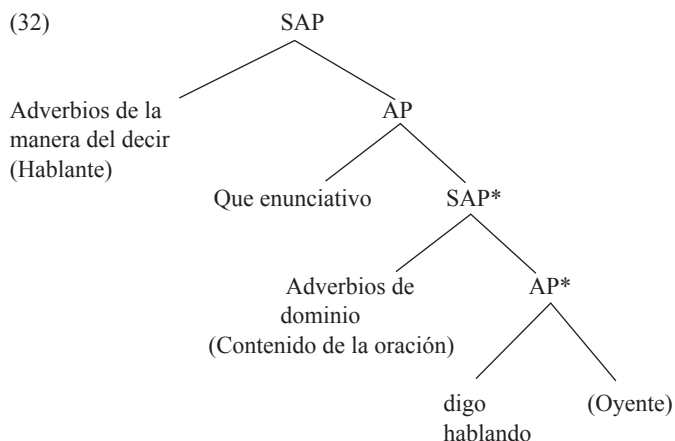 (32)
SAP
Adverbios de la
manera del decir
(Hablante)
AP
Que enunciativo
SAP*
Adverbios de
dominio
(Contenido de la oración)
AP*
digo
hablando
(Oyente)